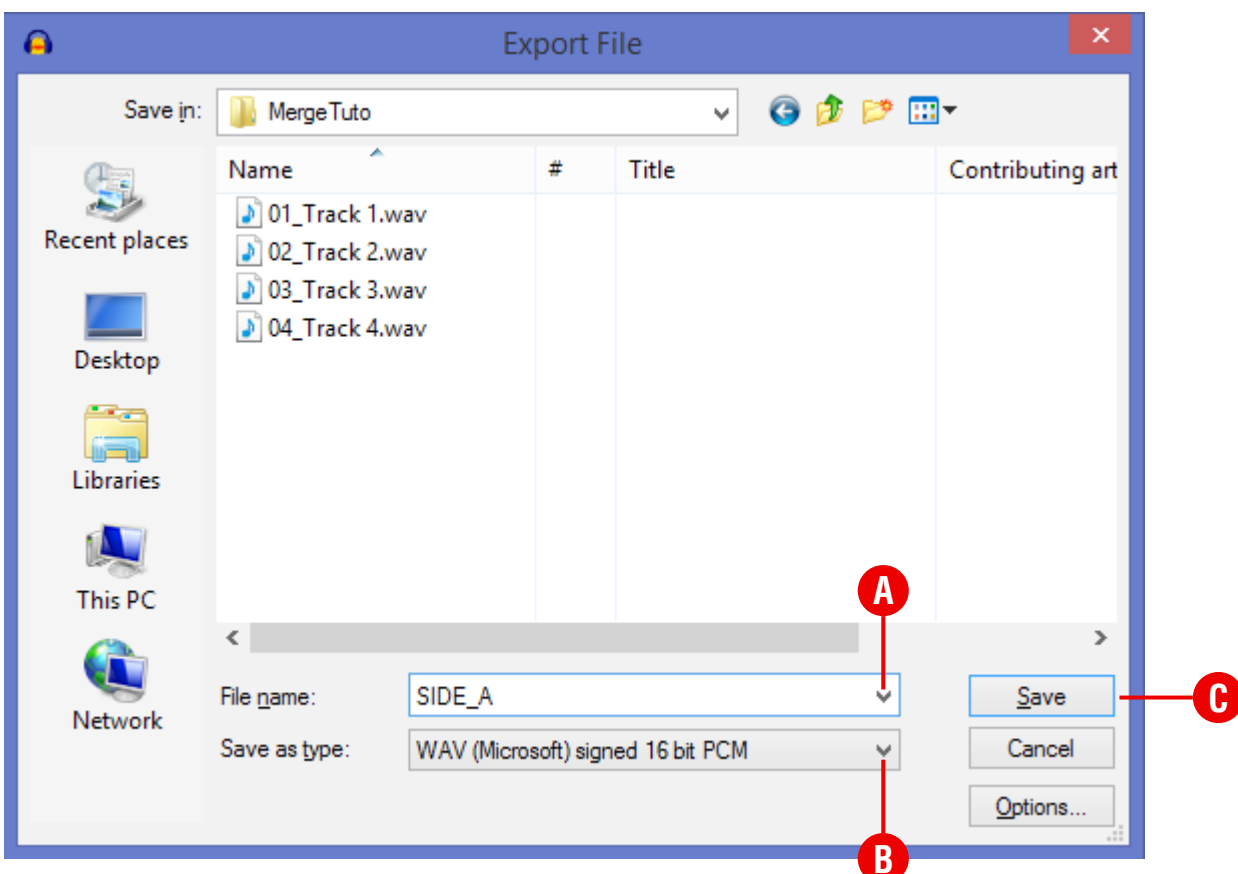 Export File
Save in: MergeTuto
Name # Title Contributing art
01_Track 1.wav
02_Track 2.wav
03_Track 3.wav
04_Track 4.wav
Recent places
Desktop
Libraries
This PC
Network
A
File name: SIDE_A Save C
Save as type: WAV (Microsoft) signed 16 bit PCM Cancel
Options...
B